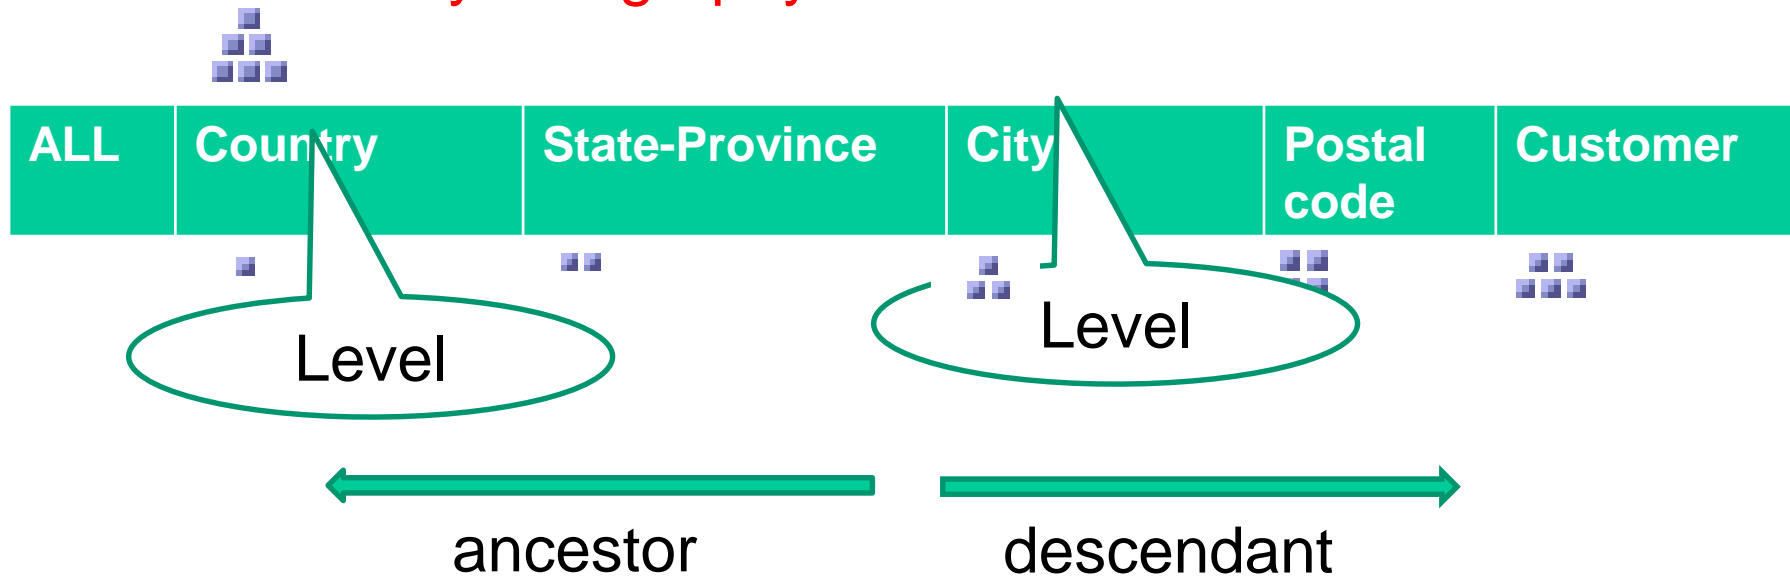 ALL Country State-Province City Postal code Customer
Level Level
ancestor descendant